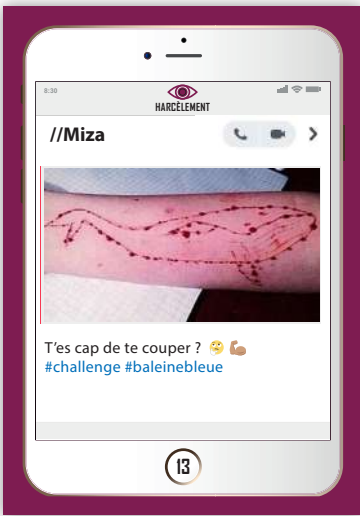 8:30
HARCÈLEMENT
//Miza
T'es cap de te couper ? 🙄 💪🏽
#challenge #baleinebleue
13